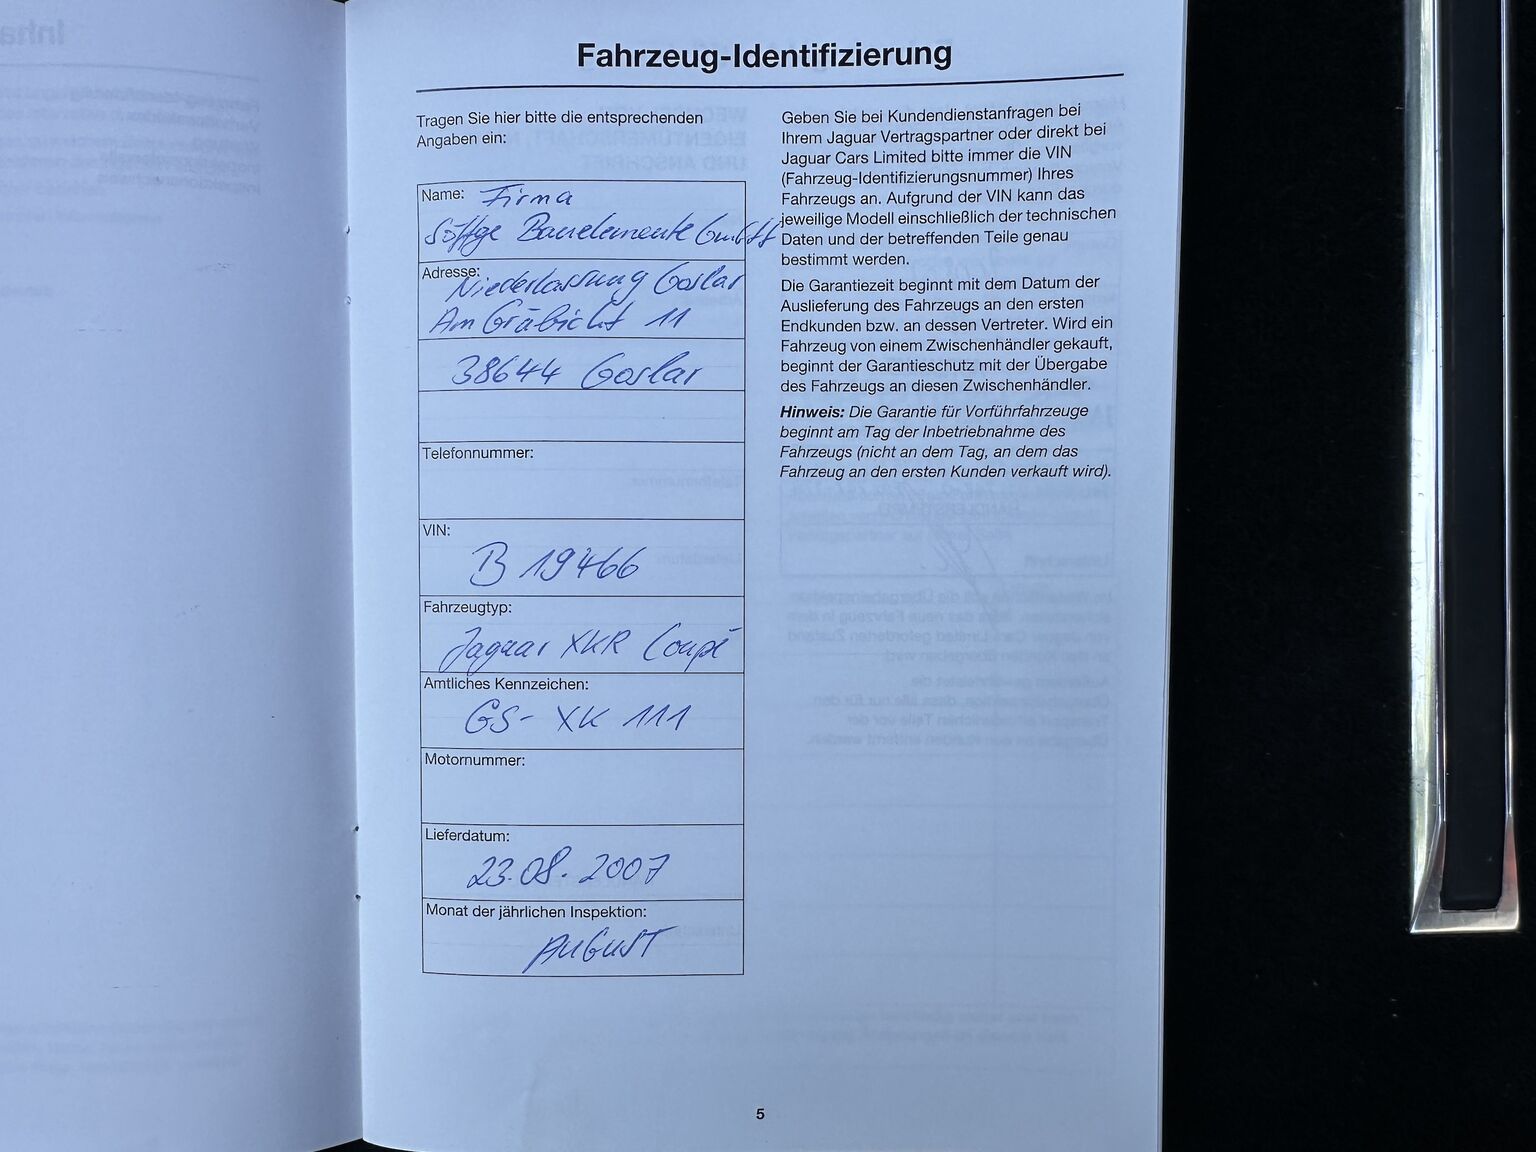 Fahrzeug-Identifizierung
Tragen Sie hier bitte die entsprechenden
Angaben ein:
Name: Firma
Söffge Bauelemente GmbH
Adresse: Niederlassung Goslar
Am Gräbicht 11
38644 Goslar
Telefonnummer:
VIN:
B 19466
Fahrzeugtyp:
Jaguar XKR Coupé
Amtliches Kennzeichen:
GS- XK 111
Motornummer:
Lieferdatum:
23.08.2007
Monat der jährlichen Inspektion:
AUGUST
Geben Sie bei Kundendienstanfragen bei
Ihrem Jaguar Vertragspartner oder direkt bei
Jaguar Cars Limited bitte immer die VIN
(Fahrzeug-Identifizierungsnummer) Ihres
Fahrzeugs an. Aufgrund der VIN kann das
jeweilige Modell einschließlich der technischen
Daten und der betreffenden Teile genau
bestimmt werden.
Die Garantiezeit beginnt mit dem Datum der
Auslieferung des Fahrzeugs an den ersten
Endkunden bzw. an dessen Vertreter. Wird ein
Fahrzeug von einem Zwischenhändler gekauft,
beginnt der Garantieschutz mit der Übergabe
des Fahrzeugs an diesen Zwischenhändler.
Hinweis: Die Garantie für Vorführfahrzeuge
beginnt am Tag der Inbetriebnahme des
Fahrzeugs (nicht an dem Tag, an dem das
Fahrzeug an den ersten Kunden verkauft wird).
5